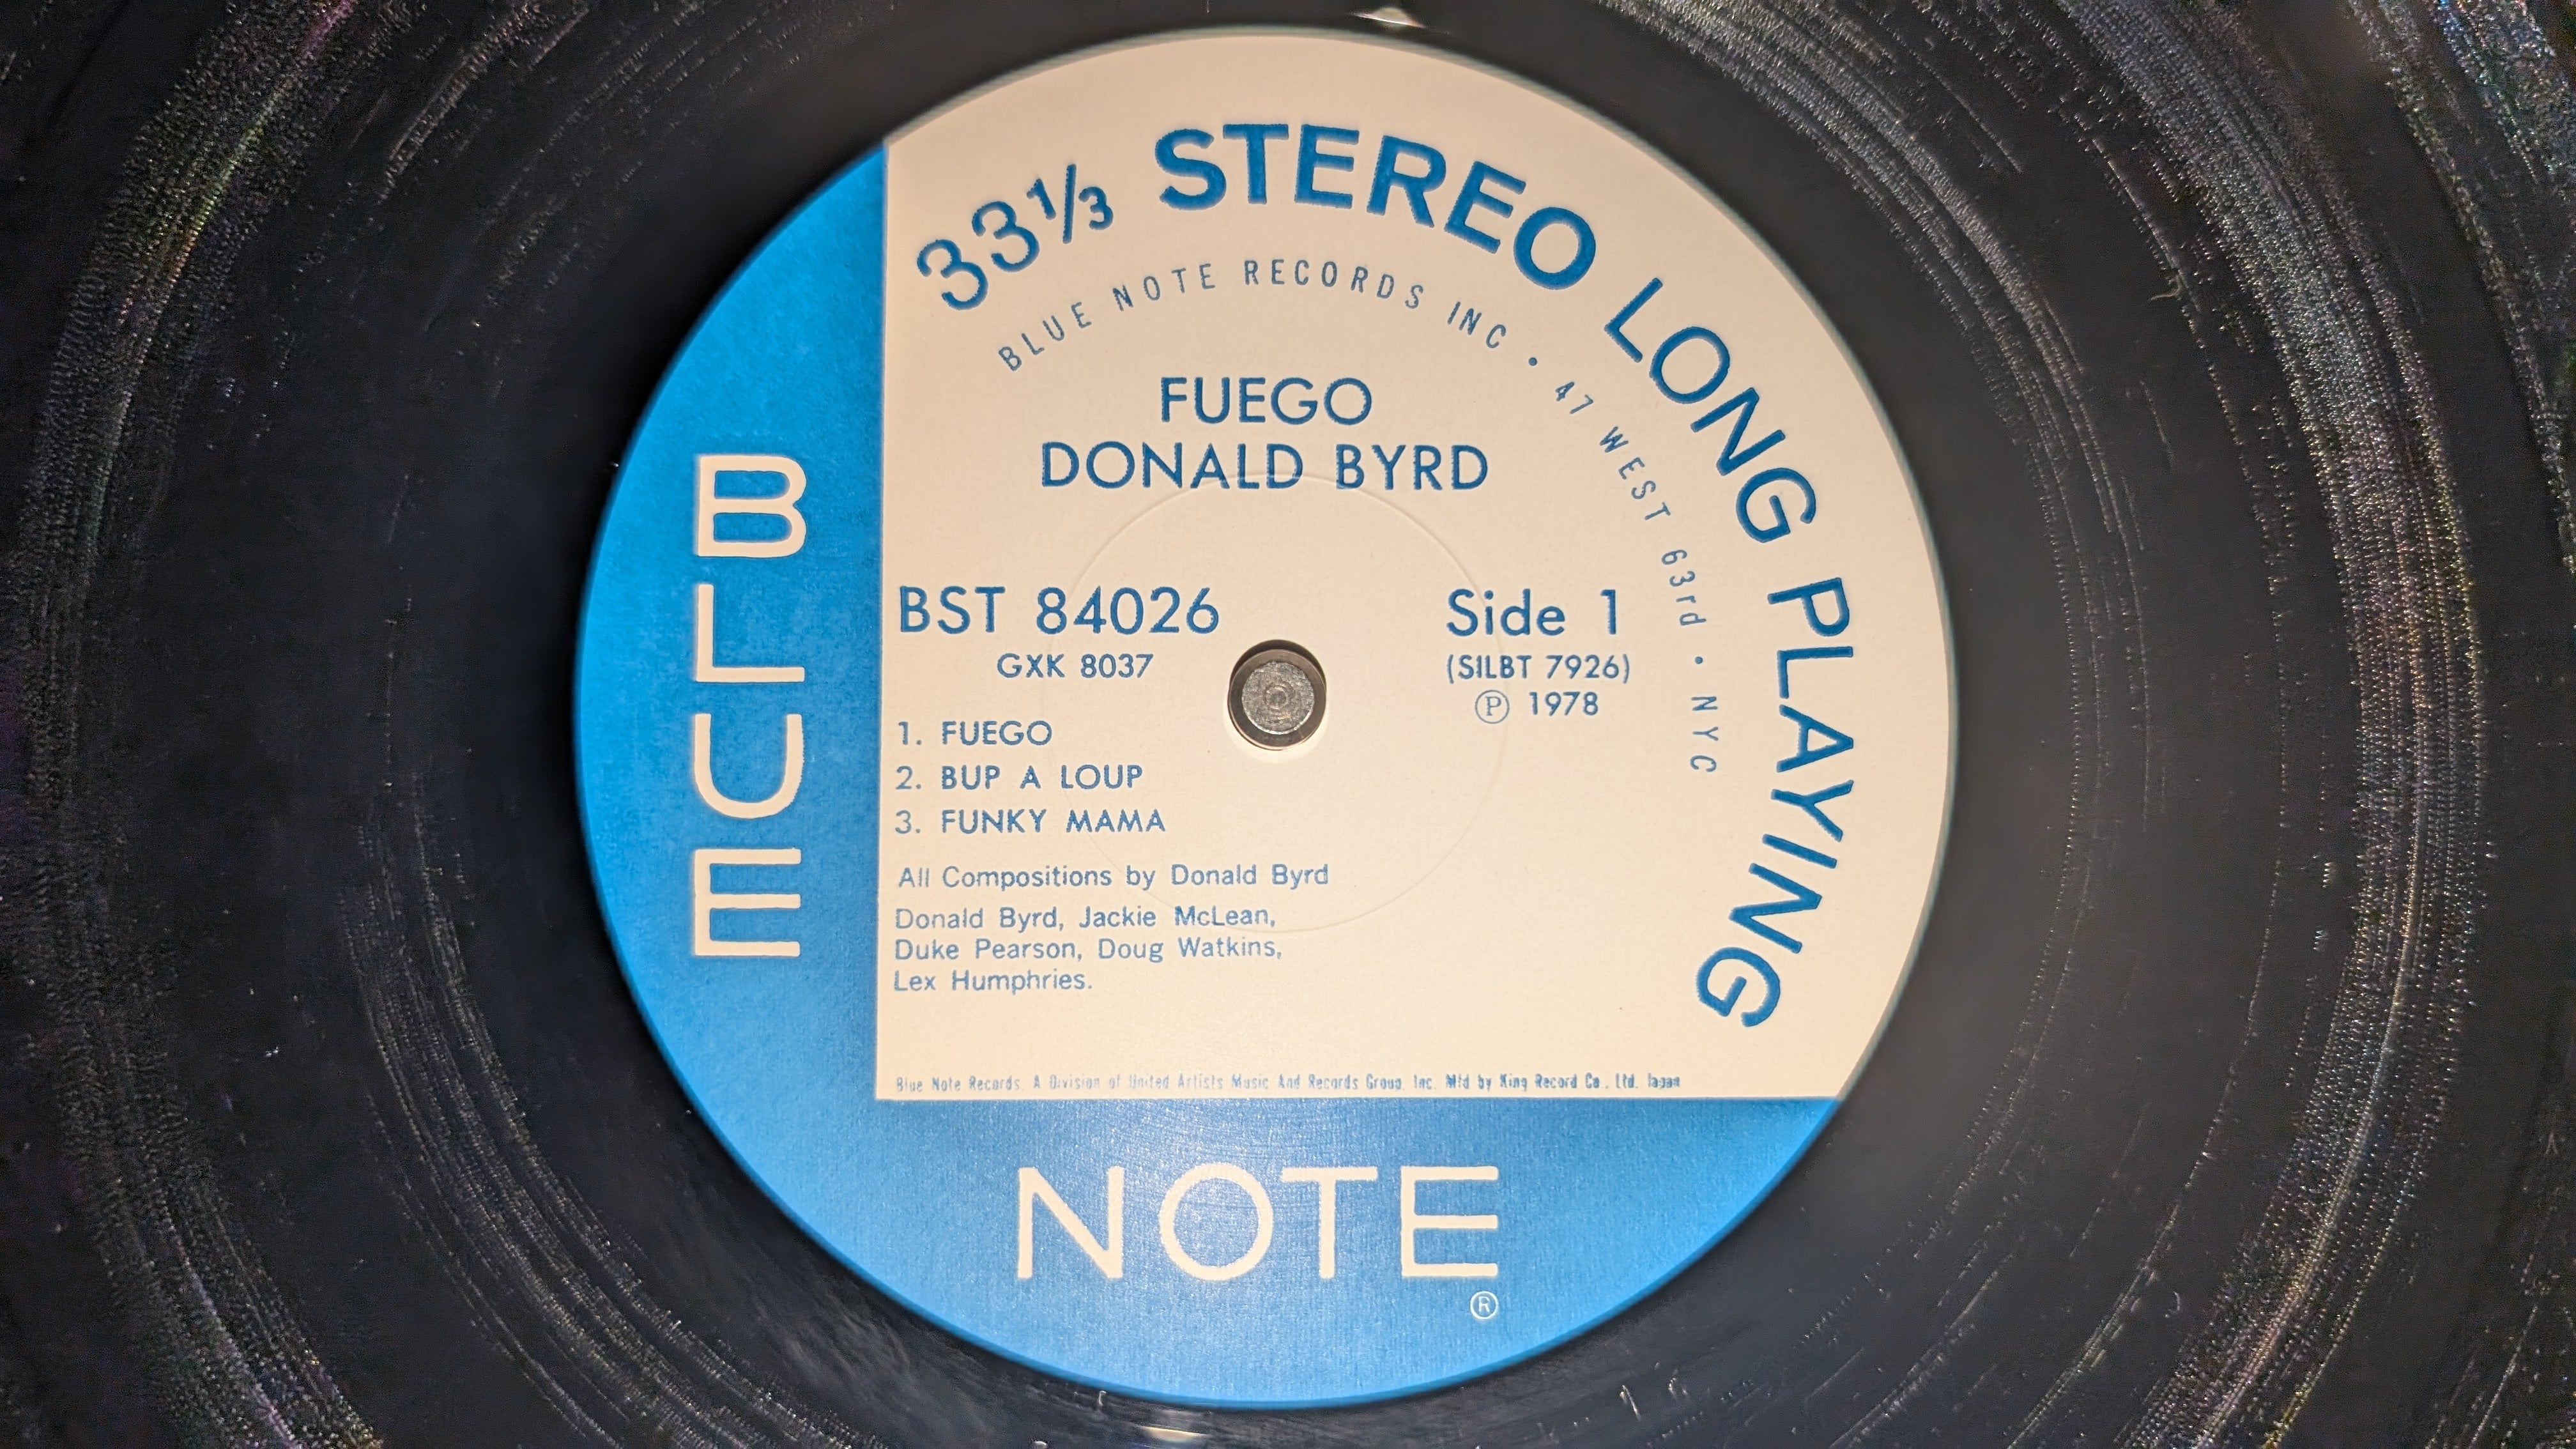 33⅓ STEREO LONG PLAYING
BLUE NOTE RECORDS INC • 47 WEST 63rd • NYC
FUEGO
DONALD BYRD
BST 84026
GXK 8037
Side 1
(SILBT 7926)
Ⓟ 1978
1. FUEGO
2. BUP A LOUP
3. FUNKY MAMA
All Compositions by Donald Byrd
Donald Byrd, Jackie McLean,
Duke Pearson, Doug Watkins,
Lex Humphries.
Blue Note Records. A Division of United Artists Music And Records Group, Inc. Mfd by King Record Co., Ltd. Japan
BLUE
NOTE
®